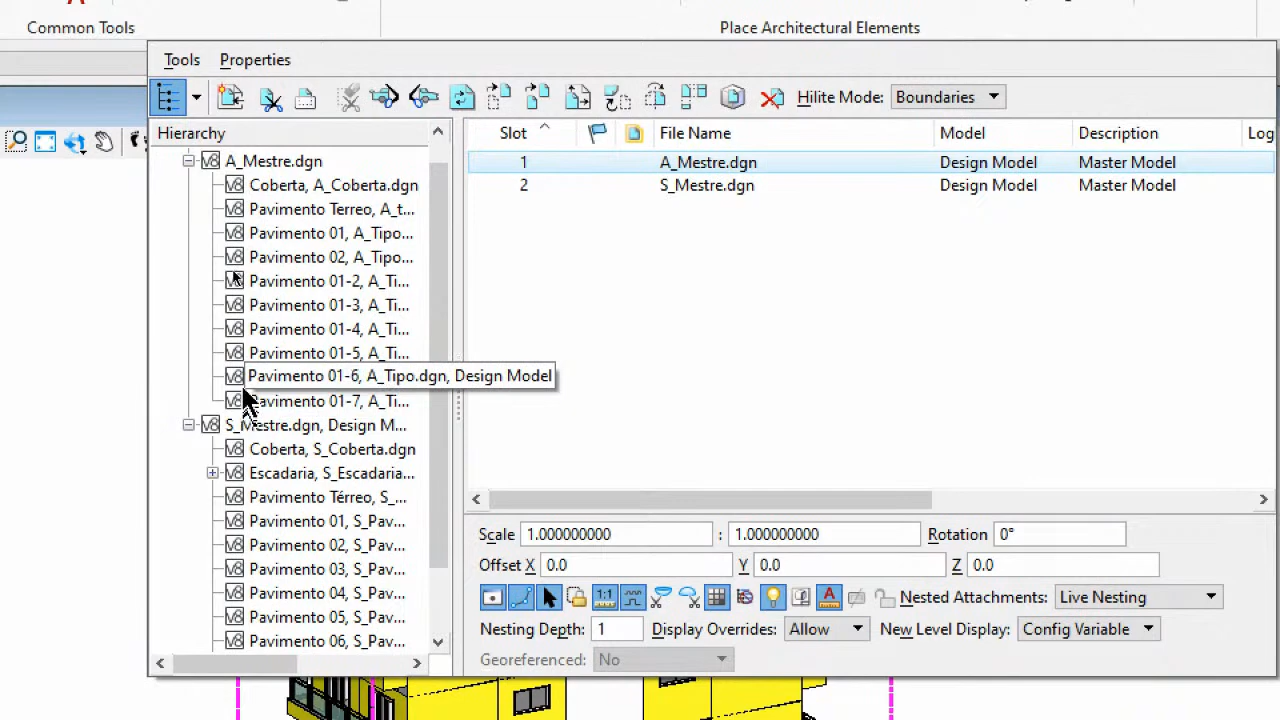 Common Tools
Place Architectural Elements
Tools Properties
Hilite Mode: Boundaries
Hierarchy
A_Mestre.dgn
Coberta, A_Coberta.dgn
Pavimento Terreo, A_t...
Pavimento 01, A_Tipo...
Pavimento 02, A_Tipo...
Pavimento 01-2, A_Ti...
Pavimento 01-3, A_Ti...
Pavimento 01-4, A_Ti...
Pavimento 01-5, A_Ti...
Pavimento 01-6, A_Tipo.dgn, Design Model
Pavimento 01-7, A_Ti...
S_Mestre.dgn, Design M...
Coberta, S_Coberta.dgn
Escadaria, S_Escadaria...
Pavimento Térreo, S_...
Pavimento 01, S_Pav...
Pavimento 02, S_Pav...
Pavimento 03, S_Pav...
Pavimento 04, S_Pav...
Pavimento 05, S_Pav...
Pavimento 06, S_Pav...
Slot File Name Model Description Log
1 A_Mestre.dgn Design Model Master Model
2 S_Mestre.dgn Design Model Master Model
Scale 1.000000000 : 1.000000000 Rotation 0°
Offset X 0.0 Y 0.0 Z 0.0
1:1 Nested Attachments: Live Nesting
Nesting Depth: 1 Display Overrides: Allow New Level Display: Config Variable
Georeferenced: No